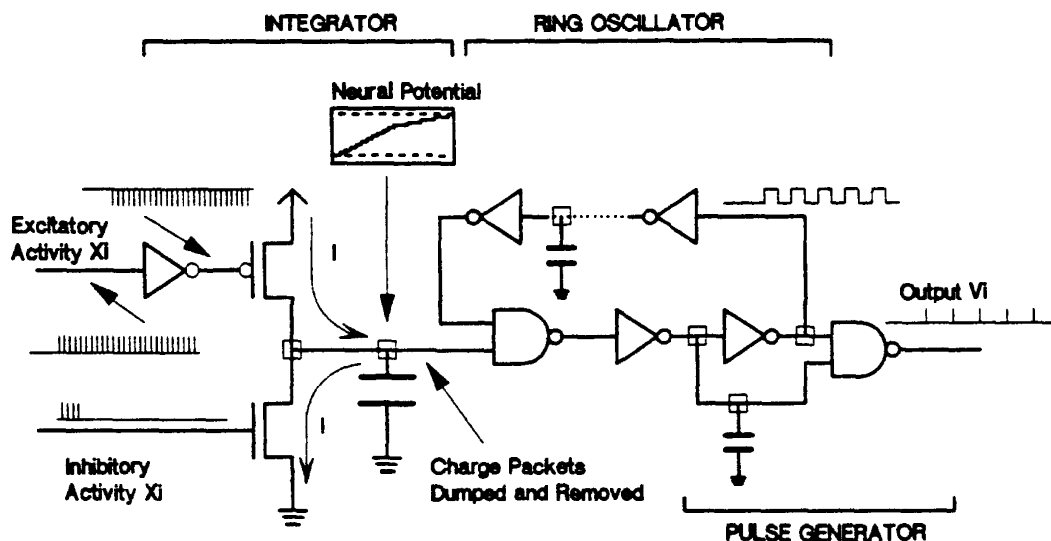 INTEGRATOR
RING OSCILLATOR
Neural Potential
Excitatory
Activity Xi
I
Output Vi
I
Inhibitory
Activity Xi
Charge Packets
Dumped and Removed
PULSE GENERATOR